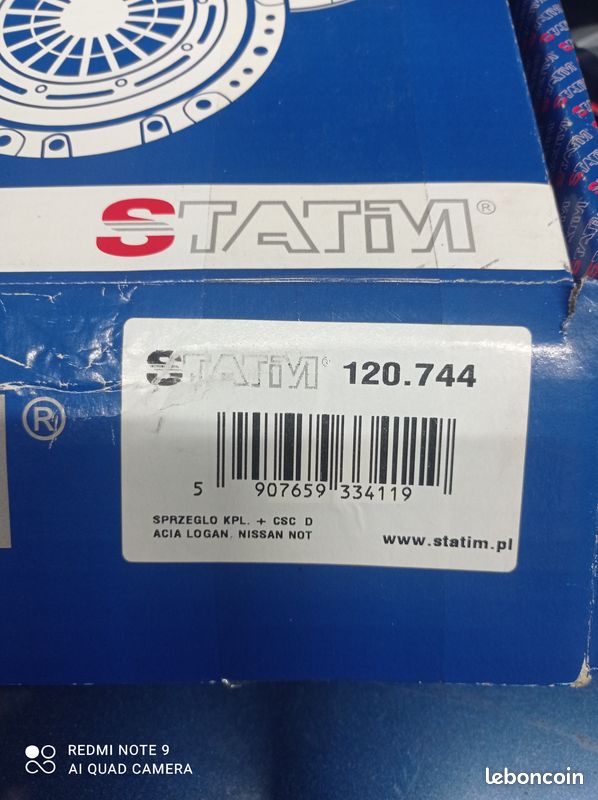 STATIM®
STATIM® 120.744
®
5 907659 334119
SPRZEGLO KPL. + CSC D
ACIA LOGAN, NISSAN NOT
www.statim.pl
REDMI NOTE 9
AI QUAD CAMERA
leboncoin